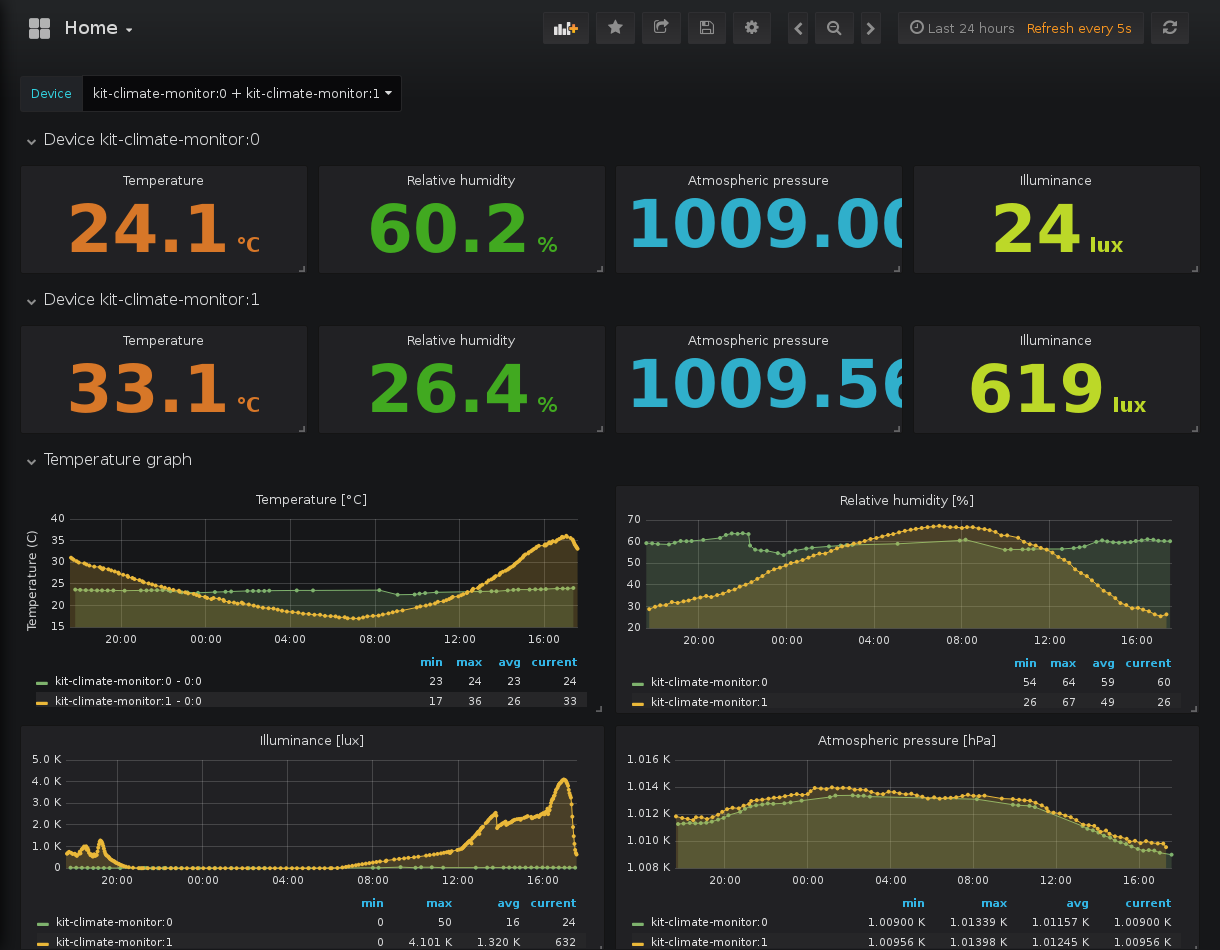 Home
Last 24 hours Refresh every 5s
Device kit-climate-monitor:0 + kit-climate-monitor:1
Device kit-climate-monitor:0
Temperature Relative humidity Atmospheric pressure Illuminance
24.1 °C 60.2 % 1009.00 24 lux
Device kit-climate-monitor:1
Temperature Relative humidity Atmospheric pressure Illuminance
33.1 °C 26.4 % 1009.56 619 lux
Temperature graph
Temperature [°C]
Temperature (C)
40
35
30
25
20
15
20:00 00:00 04:00 08:00 12:00 16:00
min max avg current
kit-climate-monitor:0 - 0:0 23 24 23 24
kit-climate-monitor:1 - 0:0 17 36 26 33
Relative humidity [%]
70
60
50
40
30
20
20:00 00:00 04:00 08:00 12:00 16:00
min max avg current
kit-climate-monitor:0 54 64 59 60
kit-climate-monitor:1 26 67 49 26
Illuminance [lux]
5.0 K
4.0 K
3.0 K
2.0 K
1.0 K
0
20:00 00:00 04:00 08:00 12:00 16:00
min max avg current
kit-climate-monitor:0 0 50 16 24
kit-climate-monitor:1 0 4.101 K 1.320 K 632
Atmospheric pressure [hPa]
1.016 K
1.014 K
1.012 K
1.010 K
1.008 K
20:00 00:00 04:00 08:00 12:00 16:00
min max avg current
kit-climate-monitor:0 1.00900 K 1.01339 K 1.01157 K 1.00900 K
kit-climate-monitor:1 1.00956 K 1.01398 K 1.01245 K 1.00956 K